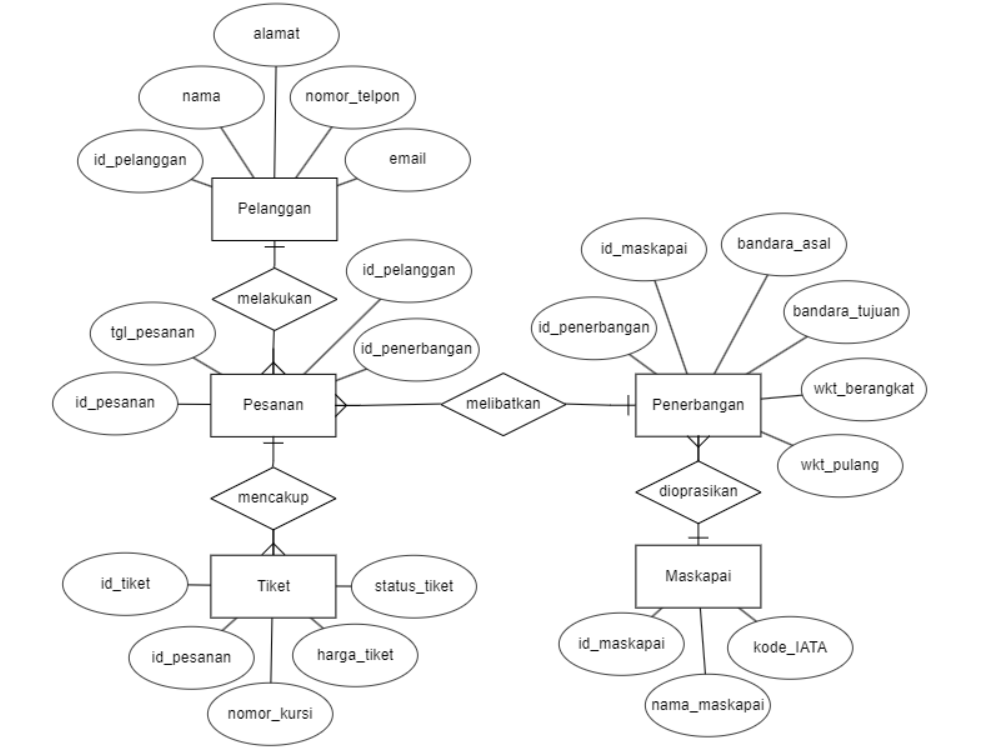 alamat
nama
nomor_telpon
id_pelanggan
email
Pelanggan
melakukan
id_pelanggan
id_maskapai
bandara_asal
tgl_pesanan
id_penerbangan
id_penerbangan
bandara_tujuan
id_pesanan
Pesanan
melibatkan
Penerbangan
wkt_berangkat
wkt_pulang
mencakup
dioprasikan
id_tiket
Tiket
status_tiket
Maskapai
id_pesanan
harga_tiket
id_maskapai
kode_IATA
nomor_kursi
nama_maskapai